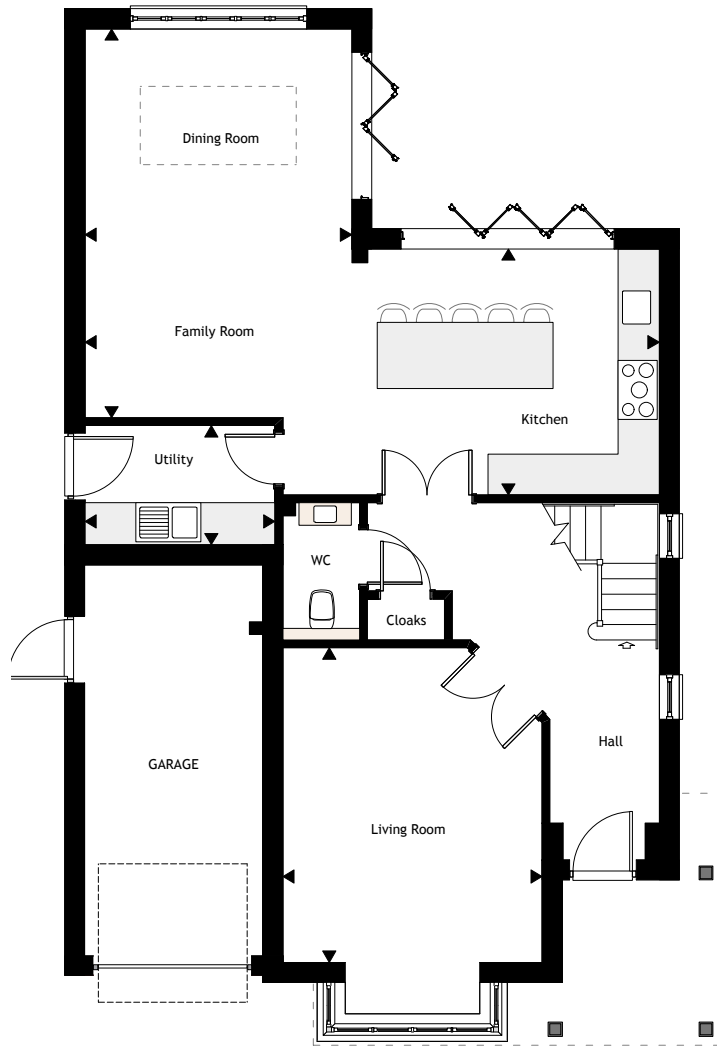 Dining Room
Family Room
Kitchen
Utility
WC
Cloaks
Hall
GARAGE
Living Room